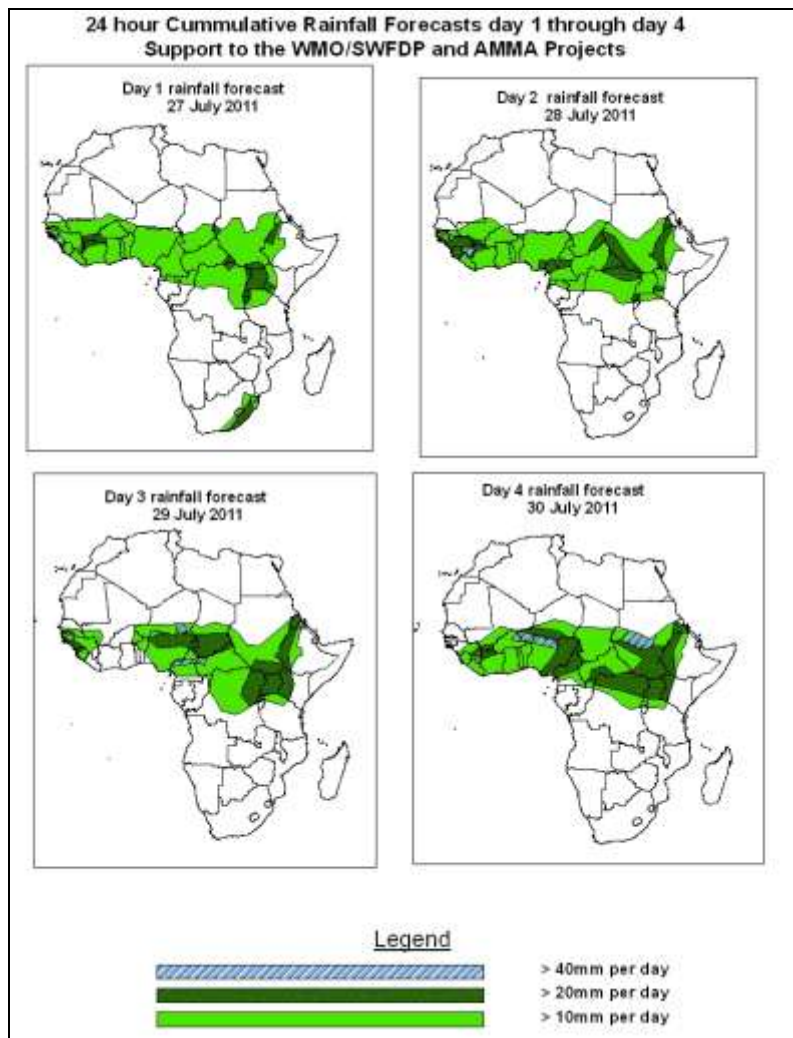 24 hour Cummulative Rainfall Forecasts day 1 through day 4
Support to the WMO/SWFDP and AMMA Projects
Day 1 rainfall forecast
27 July 2011
Day 2 rainfall forecast
28 July 2011
Day 3 rainfall forecast
29 July 2011
Day 4 rainfall forecast
30 July 2011
Legend
> 40mm per day
> 20mm per day
> 10mm per day